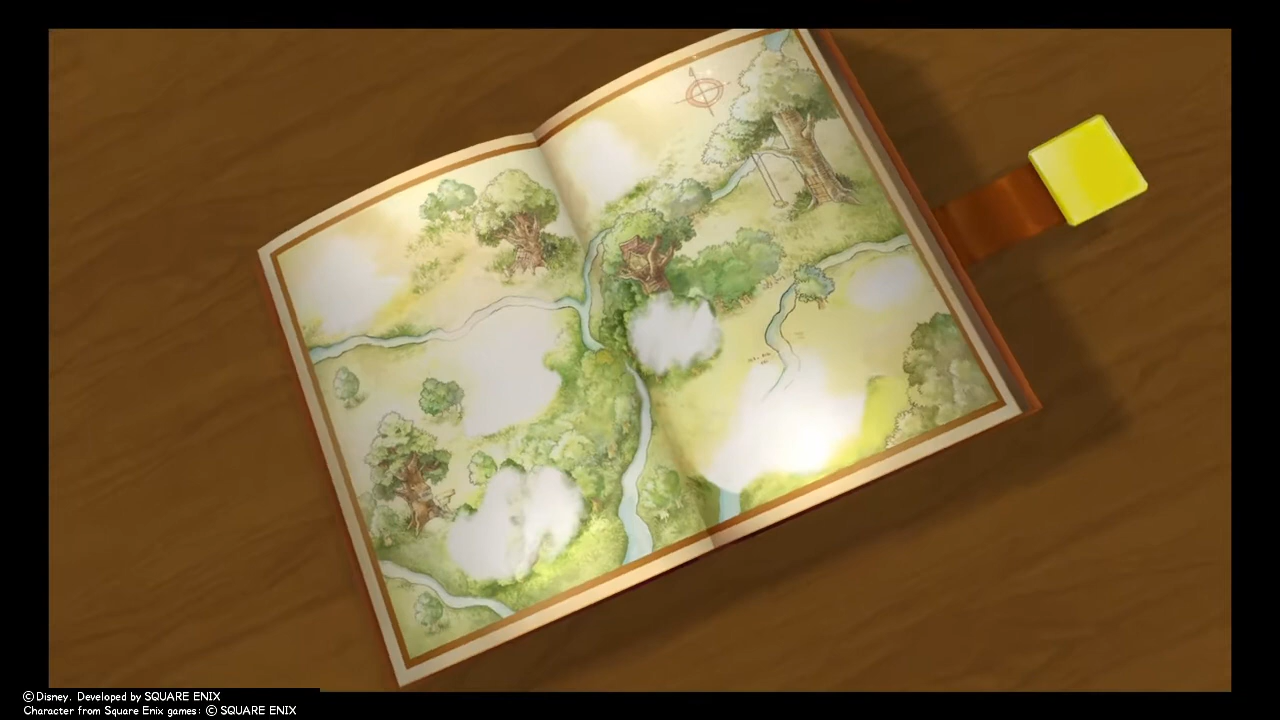 © Disney. Developed by SQUARE ENIX
Character from Square Enix games: © SQUARE ENIX